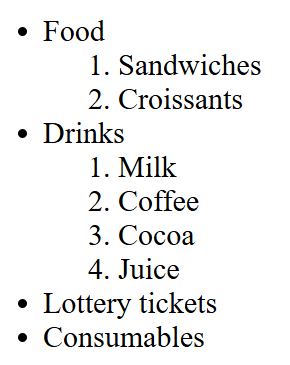 • Food
1. Sandwiches
2. Croissants
• Drinks
1. Milk
2. Coffee
3. Cocoa
4. Juice
• Lottery tickets
• Consumables